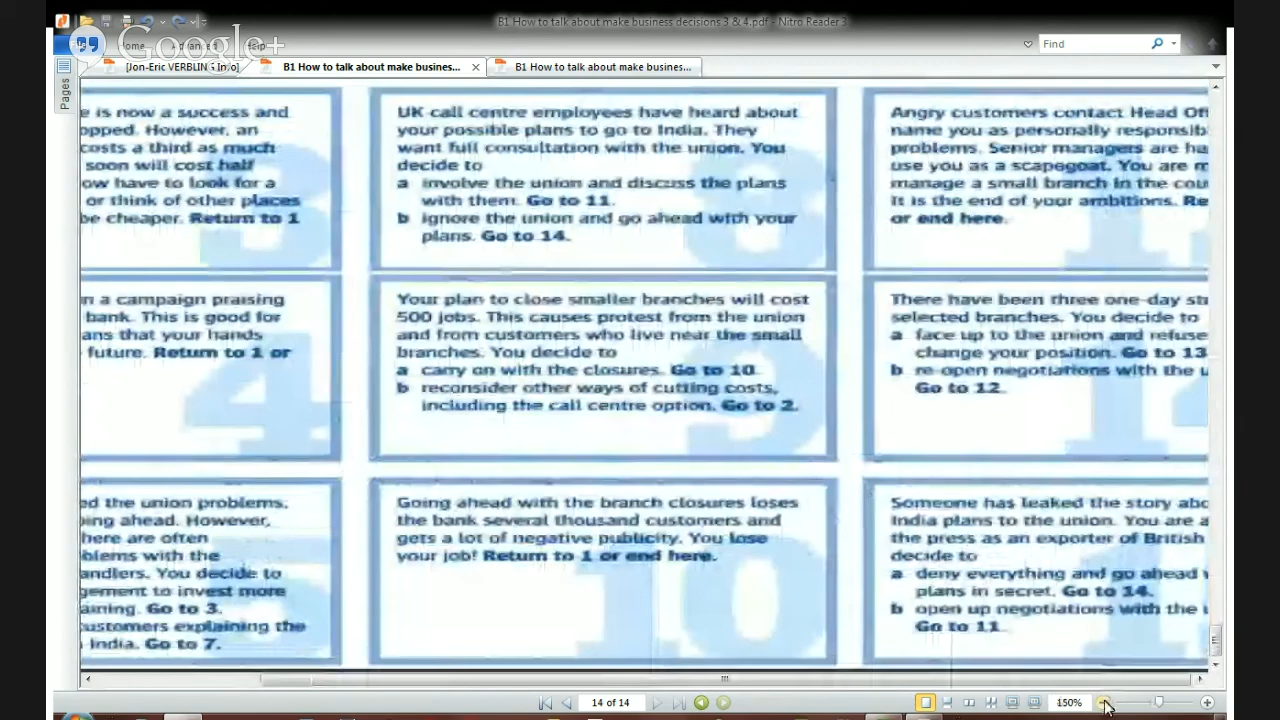 B1 How to talk about make business decisions 3 & 4.pdf - Nitro Reader 3
Google+
Home Advanced Help
Find
[Jon-Eric VERBLING Info]
B1 How to talk about make busines...
B1 How to talk about make busines...
Pages
e is now a success and
opped. However, an
costs a third as much
soon will cost half
ow have to look for a
or think of other places
be cheaper. Return to 1
UK call centre employees have heard about
your possible plans to go to India. They
want full consultation with the union. You
decide to
a involve the union and discuss the plans
with them. Go to 11.
b ignore the union and go ahead with your
plans. Go to 14.
8
Angry customers contact Head Of
name you as personally responsib
problems. Senior managers are ha
use you as a scapegoat. You are m
manage a small branch in the cou
It is the end of your ambitions. Re
or end here.
n a campaign praising
bank. This is good for
ans that your hands
future. Return to 1 or
4
Your plan to close smaller branches will cost
500 jobs. This causes protest from the union
and from customers who live near the small
branches. You decide to
a carry on with the closures. Go to 10.
b reconsider other ways of cutting costs,
including the call centre option. Go to 2.
9
There have been three one-day st
selected branches. You decide to
a face up to the union and refuse
change your position. Go to 13
b re-open negotiations with the u
Go to 12.
ed the union problems,
ing ahead. However,
here are often
blems with the
andlers. You decide to
gement to invest more
aining. Go to 3.
customers explaining the
India. Go to 7.
5
Going ahead with the branch closures loses
the bank several thousand customers and
gets a lot of negative publicity. You lose
your job! Return to 1 or end here.
10
Someone has leaked the story abo
India plans to the union. You are a
the press as an exporter of British
decide to
a deny everything and go ahead w
plans in secret. Go to 14.
b open up negotiations with the u
Go to 11.
14 of 14
150%